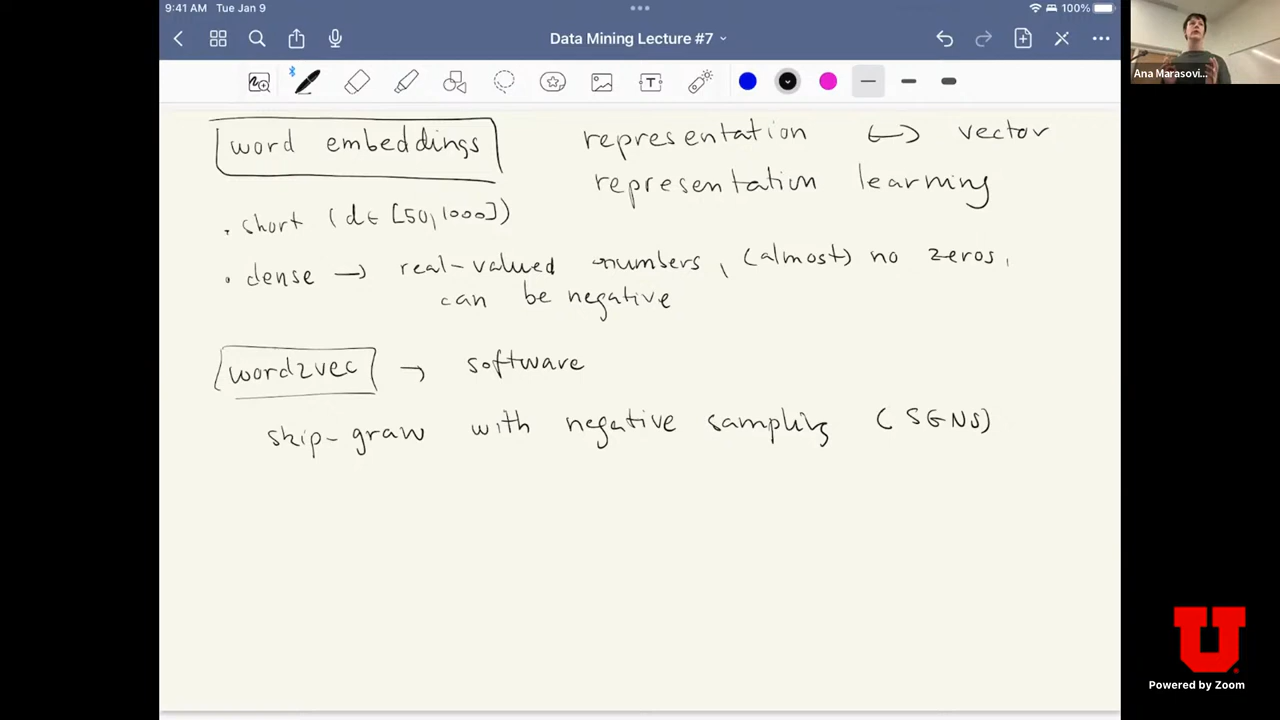 9:41 AM Tue Jan 9
100%
Data Mining Lecture #7
Ana Marasovi...
word embeddings
representation ↔ vector
representation learning
• short (d∈ [50,1000])
• dense → real-valued numbers, (almost) no zeros,
can be negative
word2vec → software
skip-gram with negative sampling (SGNS)
U
Powered by Zoom